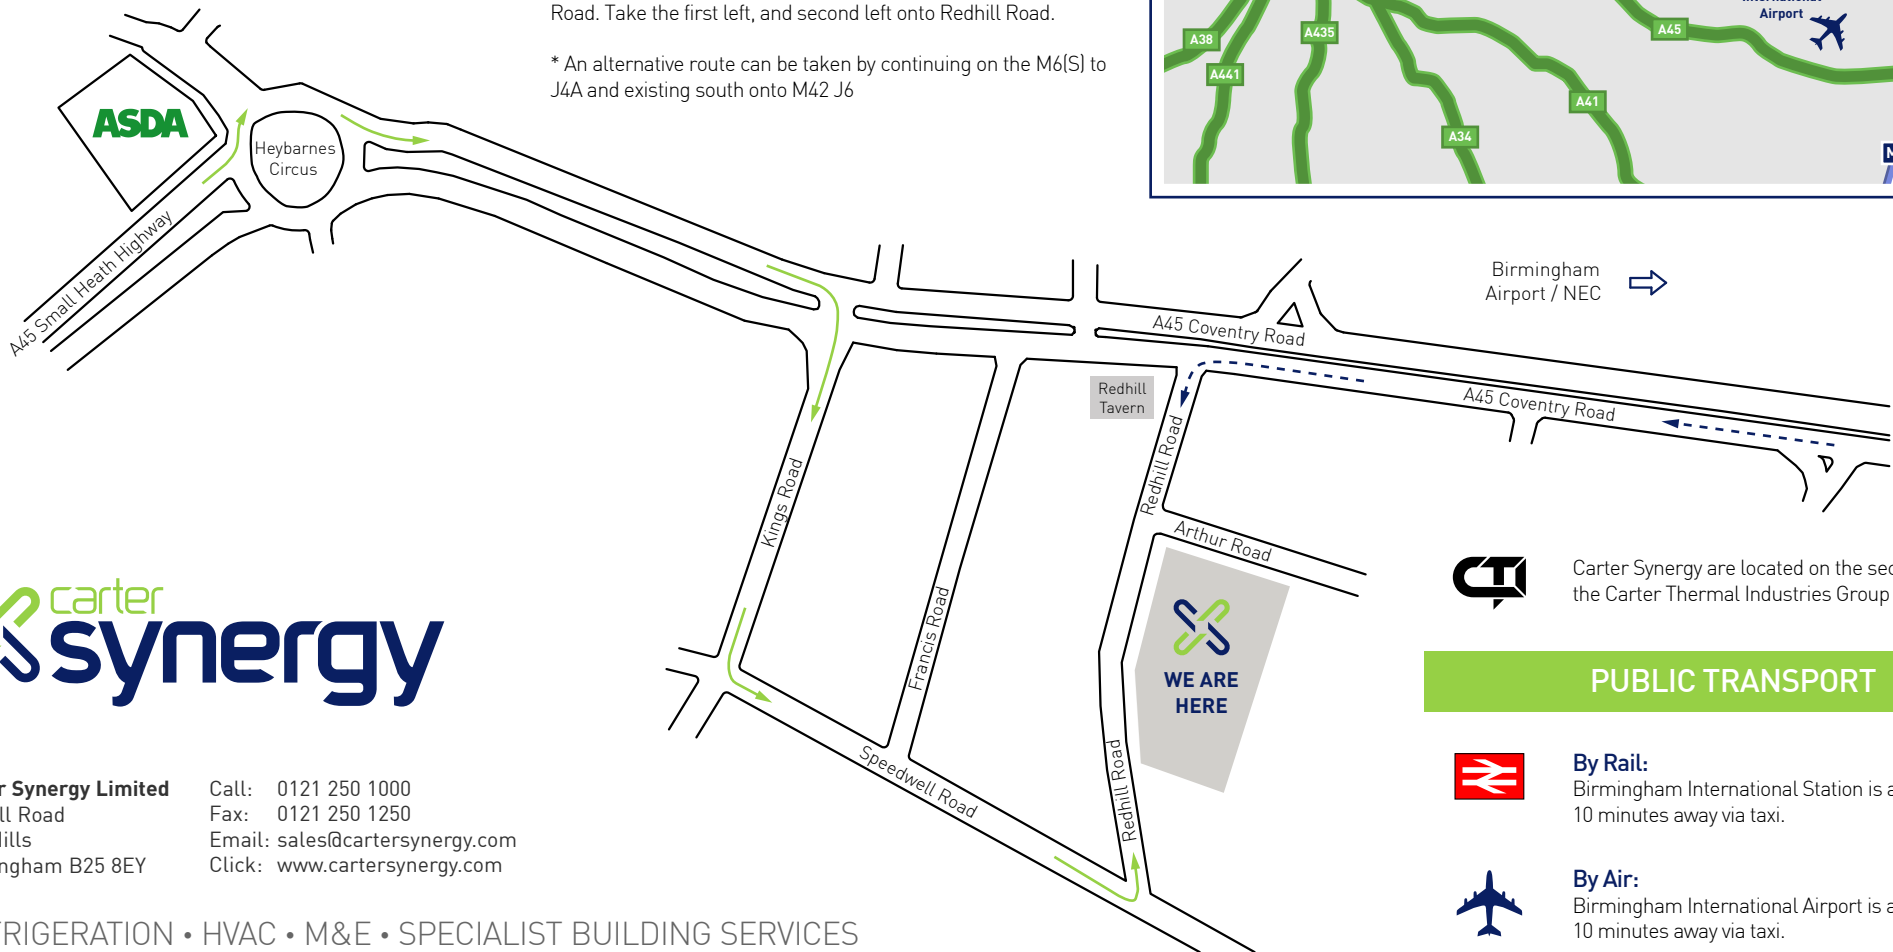 Road. Take the first left, and second left onto Redhill Road.
* An alternative route can be taken by continuing on the M6(S) to
J4A and existing south onto M42 J6
Airport
A38
A441
A435
A45
A41
A34
ASDA
Heybarnes
Circus
A45 Small Heath Highway
Birmingham
Airport / NEC
A45 Coventry Road
A45 Coventry Road
Redhill
Tavern
Redhill Road
Arthur Road
Kings Road
Francis Road
Speedwell Road
Redhill Road
WE ARE
HERE
carter
synergy
Synergy Limited
Road
Birmingham B25 8EY
Call: 0121 250 1000
Fax: 0121 250 1250
Email: sales@cartersynergy.com
Click: www.cartersynergy.com
CTI
Carter Synergy are located on the
the Carter Thermal Industries Group
PUBLIC TRANSPORT
By Rail:
Birmingham International Station is
10 minutes away via taxi.
By Air:
Birmingham International Airport is
10 minutes away via taxi.
• HVAC • M&E • SPECIALIST BUILDING SERVICES